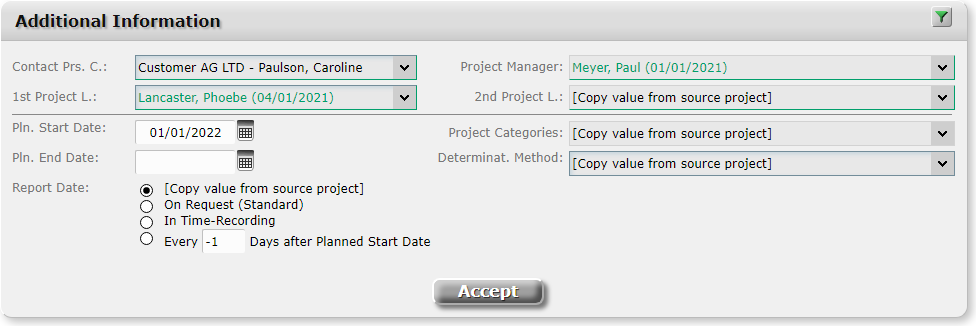 Additional Information
Contact Prs. C.: Customer AG LTD - Paulson, Caroline Project Manager: Meyer, Paul (01/01/2021)
1st Project L.: Lancaster, Phoebe (04/01/2021) 2nd Project L.: [Copy value from source project]
Pln. Start Date: 01/01/2022 Project Categories: [Copy value from source project]
Pln. End Date: Determinat. Method: [Copy value from source project]
Report Date: [Copy value from source project]
On Request (Standard)
In Time-Recording
Every -1 Days after Planned Start Date
Accept